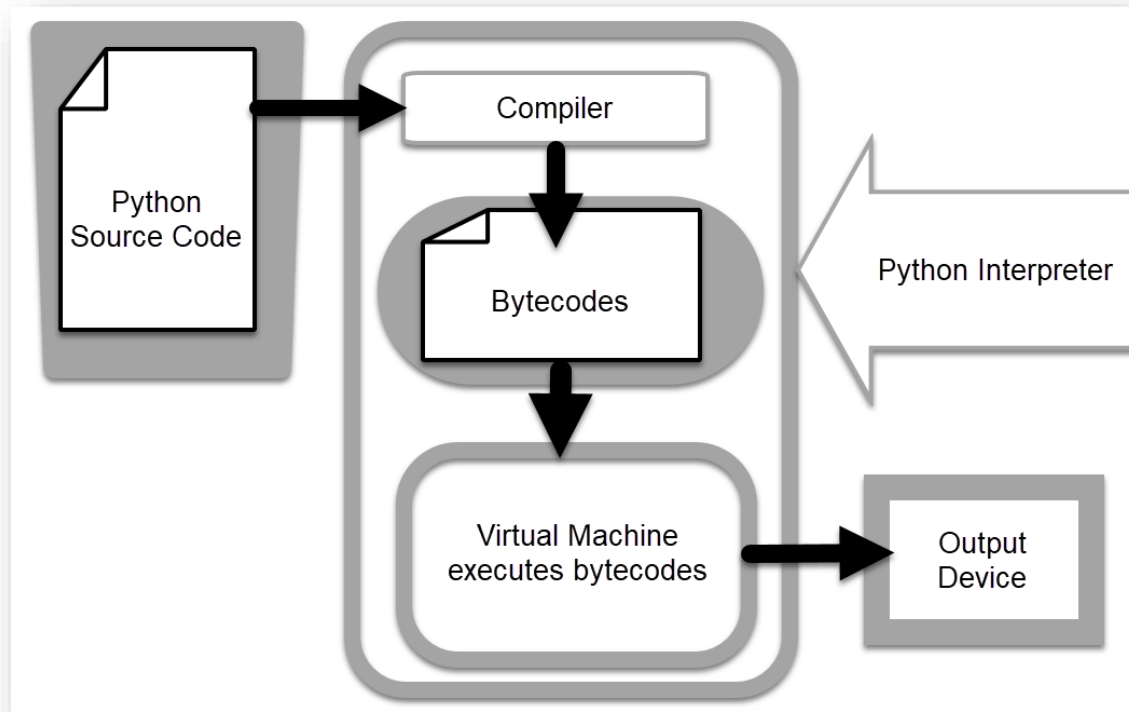 Compiler
Python
Source Code
Bytecodes
Python Interpreter
Virtual Machine
executes bytecodes
Output
Device